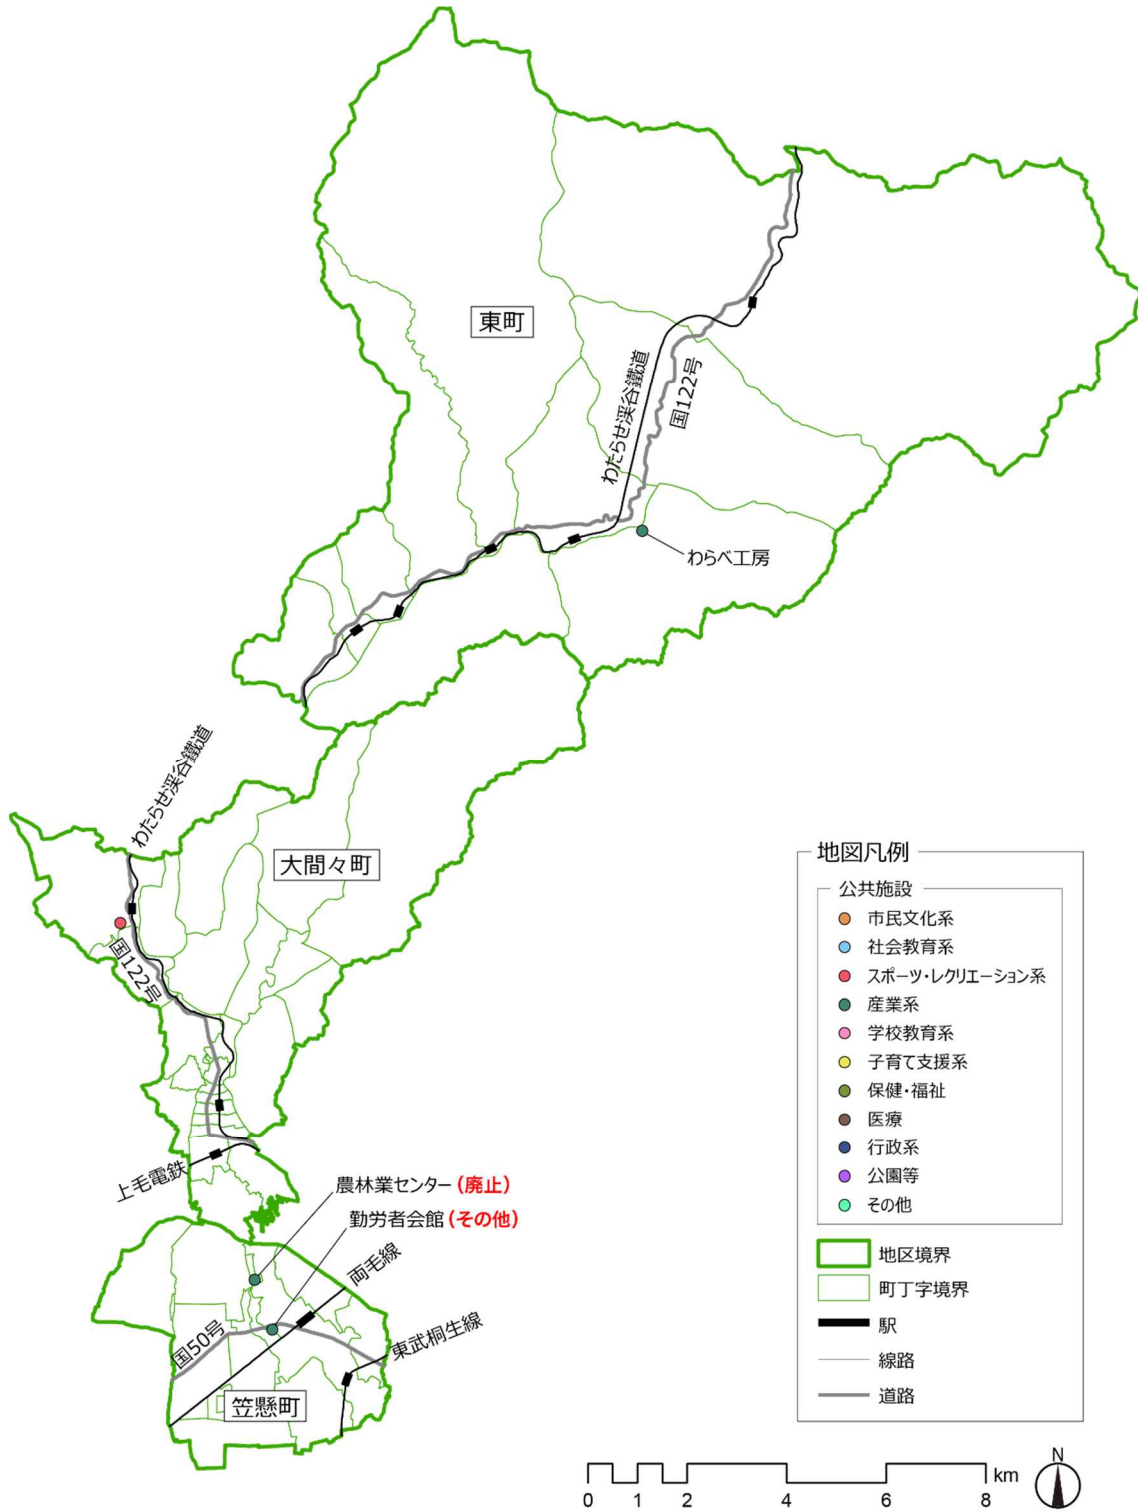 東町
わたらせ渓谷鐵道
国122号
わらべ工房
わたらせ渓谷鐵道
大間々町
国122号
上毛電鉄
農林業センター(廃止)
勤労者会館(その他)
両毛線
国50号
東武桐生線
笠懸町
地図凡例
公共施設
市民文化系
社会教育系
スポーツ・レクリエーション系
産業系
学校教育系
子育て支援系
保健・福祉
医療
行政系
公園等
その他
地区境界
町丁字境界
駅
線路
道路
N
km
0 1 2 4 6 8